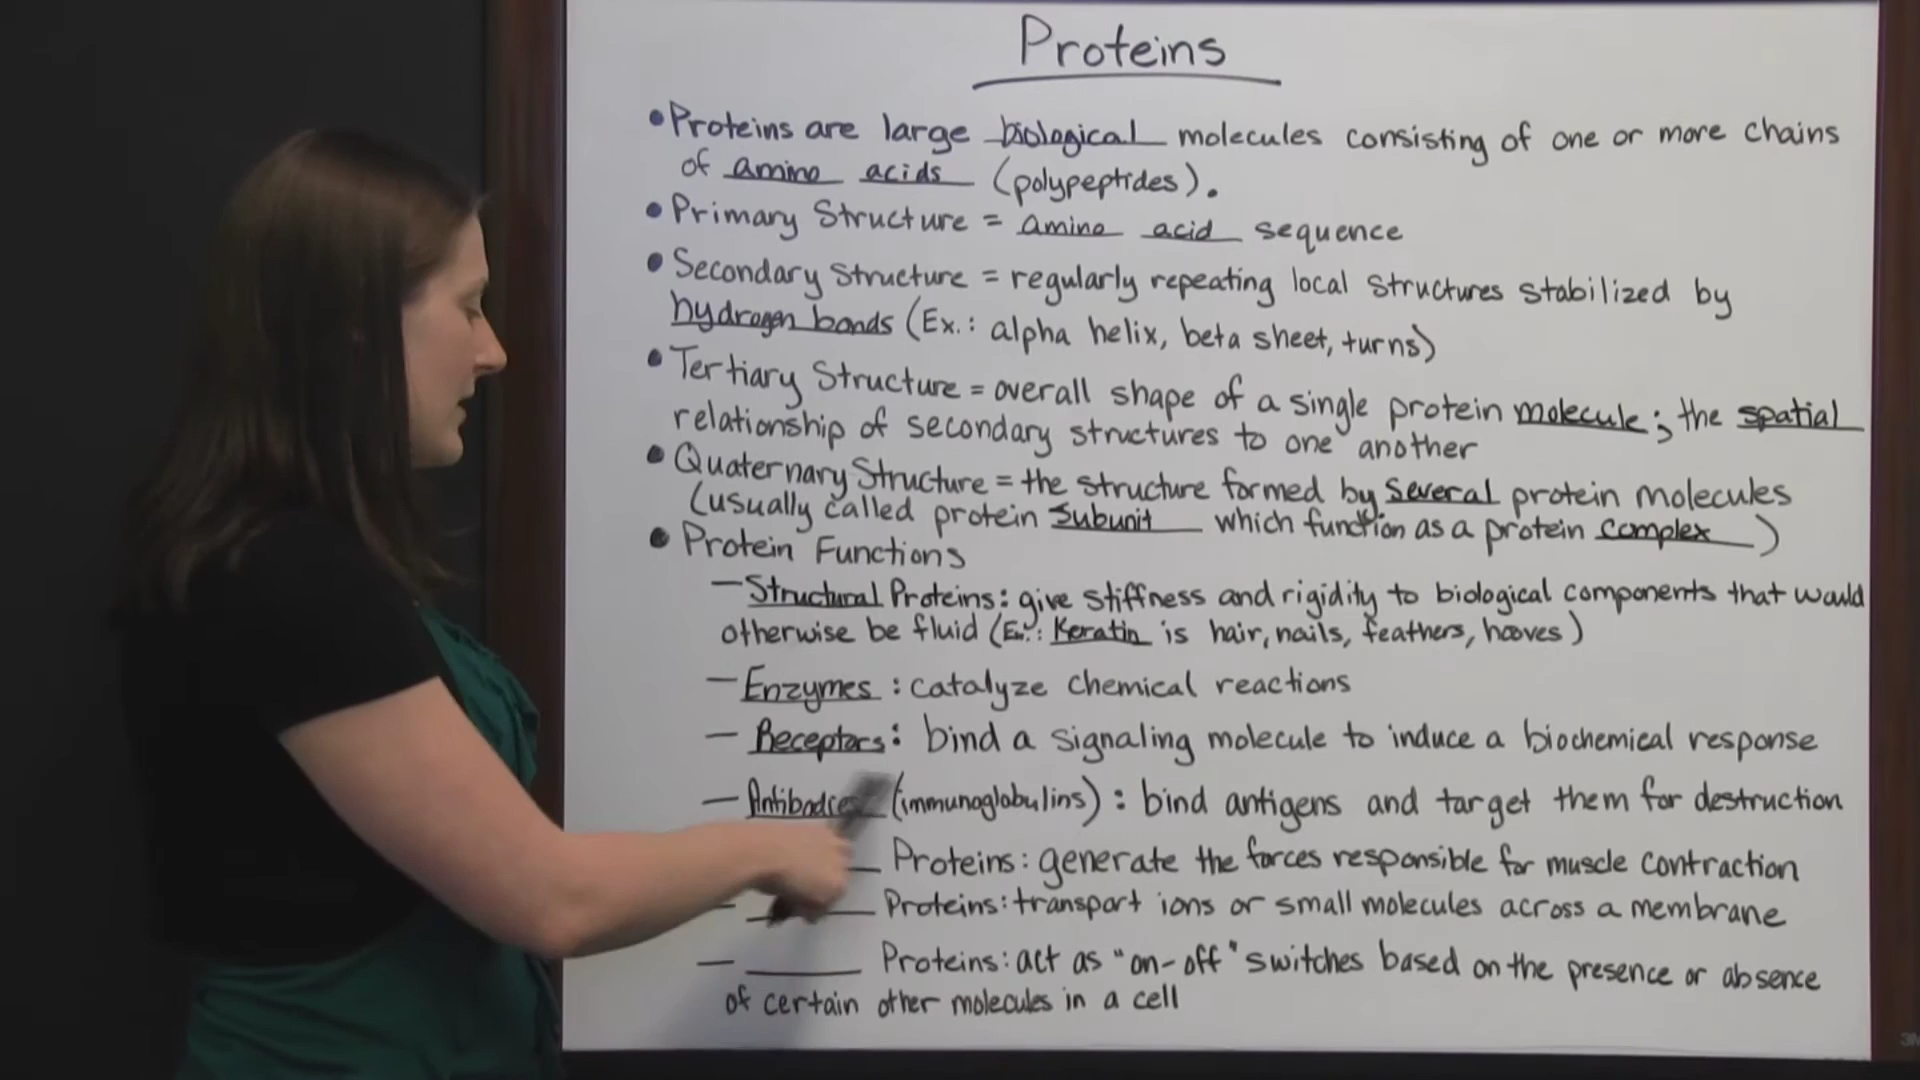 Proteins
• Proteins are large biological molecules consisting of one or more chains
of amino acids (polypeptides).
• Primary Structure = amino acid sequence
• Secondary Structure = regularly repeating local structures stabilized by
hydrogen bonds (Ex.: alpha helix, beta sheet, turns)
• Tertiary Structure = overall shape of a single protein molecule; the spatial
relationship of secondary structures to one another
• Quaternary Structure = the structure formed by several protein molecules
(usually called protein subunit which function as a protein complex)
• Protein Functions
— Structural Proteins: give stiffness and rigidity to biological components that would
otherwise be fluid (Ex.: Keratin is hair, nails, feathers, hooves)
— Enzymes: catalyze chemical reactions
— Receptors: bind a signaling molecule to induce a biochemical response
— Antibodies (immunoglobulins): bind antigens and target them for destruction
__ Proteins: generate the forces responsible for muscle contraction
— ______ Proteins: transport ions or small molecules across a membrane
— ______ Proteins: act as "on-off" switches based on the presence or absence
of certain other molecules in a cell